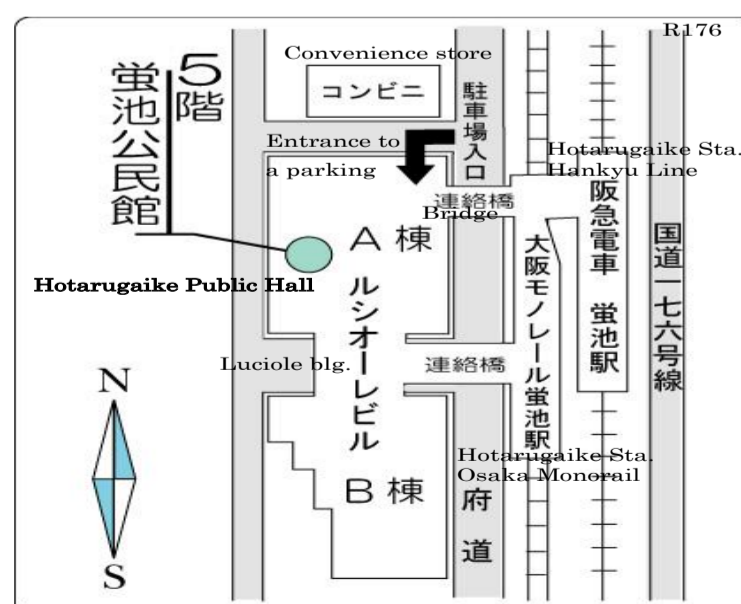 R176
Convenience store
コンビニ
5階
蛍池公民館
駐車場入口
Entrance to
a parking
Hotarugaike Sta.
Hankyu Line
連絡橋
Bridge
A棟
阪急電車 蛍池駅
国道一七六号線
大阪モノレール蛍池駅
Hotarugaike Public Hall
ルシオーレビル
Luciole blg.
連絡橋
N
Hotarugaike Sta.
Osaka Monorail
B棟
府道
S